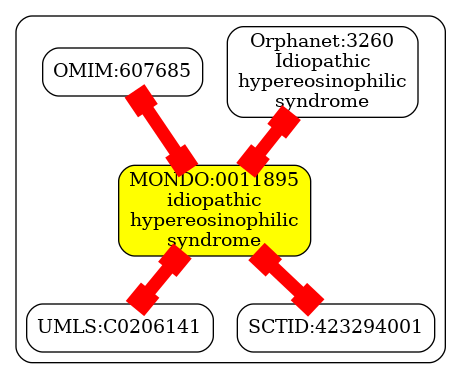 OMIM:607685
Orphanet:3260
Idiopathic
hypereosinophilic
syndrome
MONDO:0011895
idiopathic
hypereosinophilic
syndrome
UMLS:C0206141
SCTID:423294001